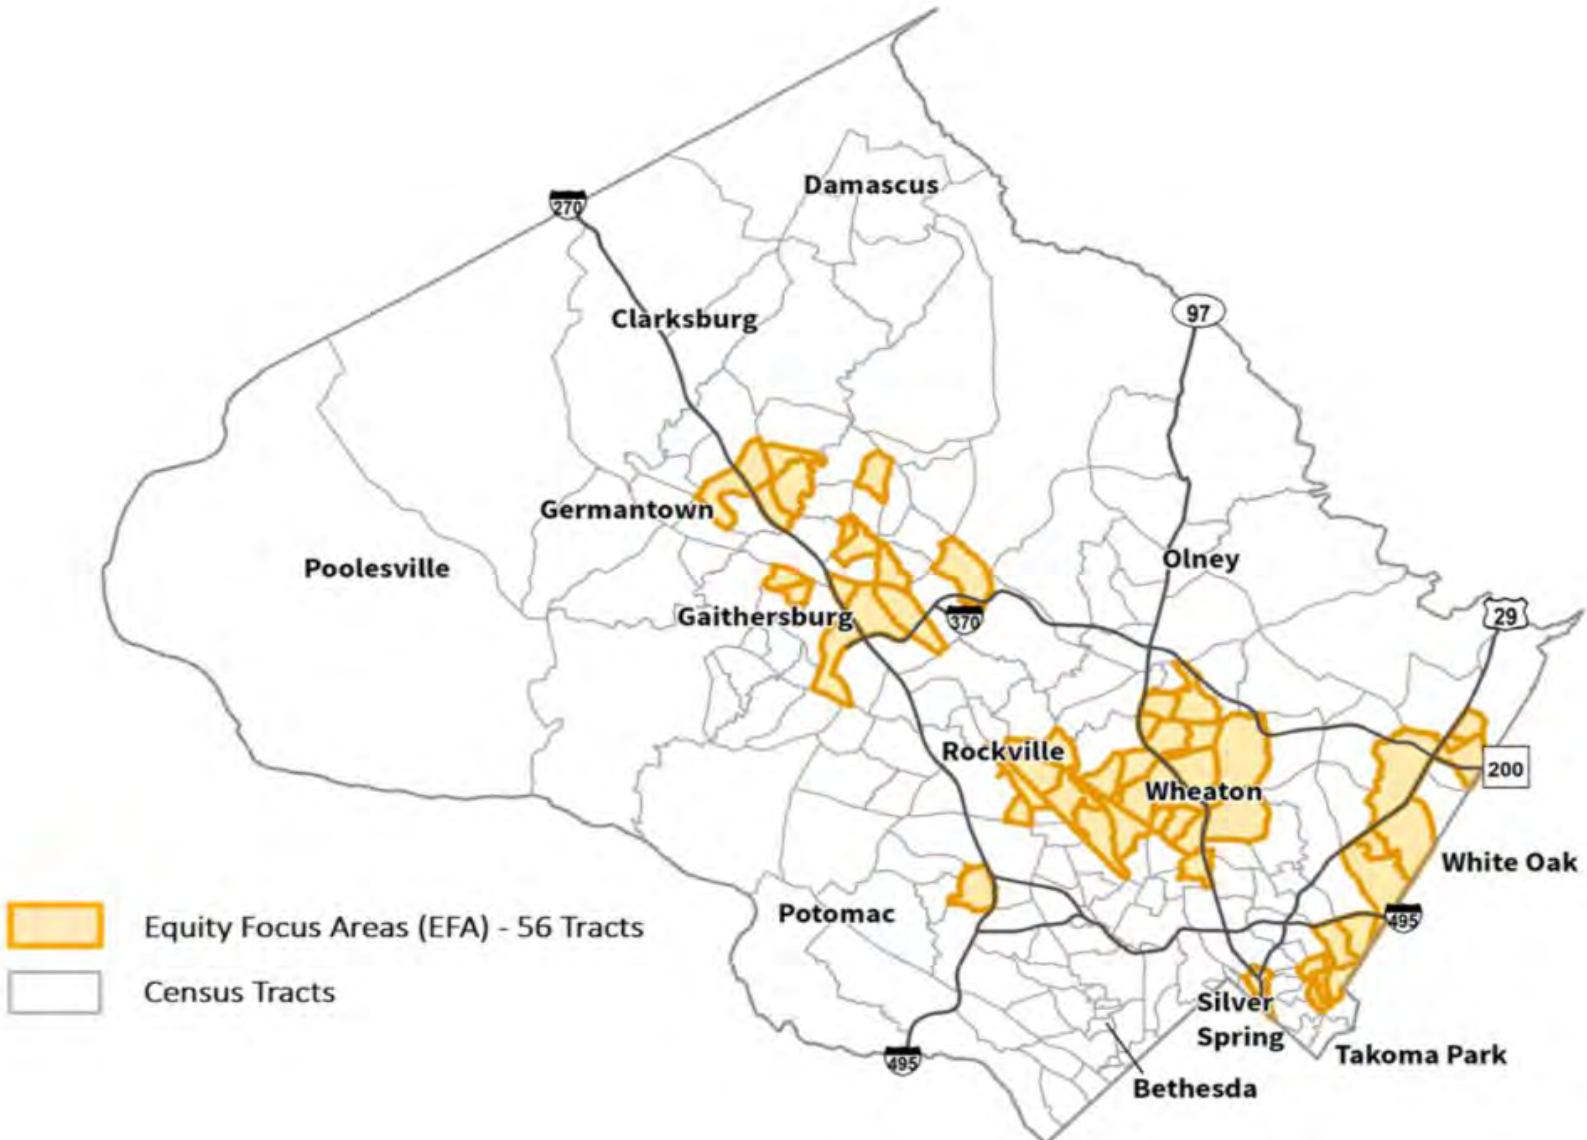 Damascus
270
97
Clarksburg
Germantown
Olney
Poolesville
29
Gaithersburg
370
Rockville
200
Wheaton
White Oak
Potomac
495
Equity Focus Areas (EFA) - 56 Tracts
Census Tracts
Silver
Spring
495
Takoma Park
Bethesda